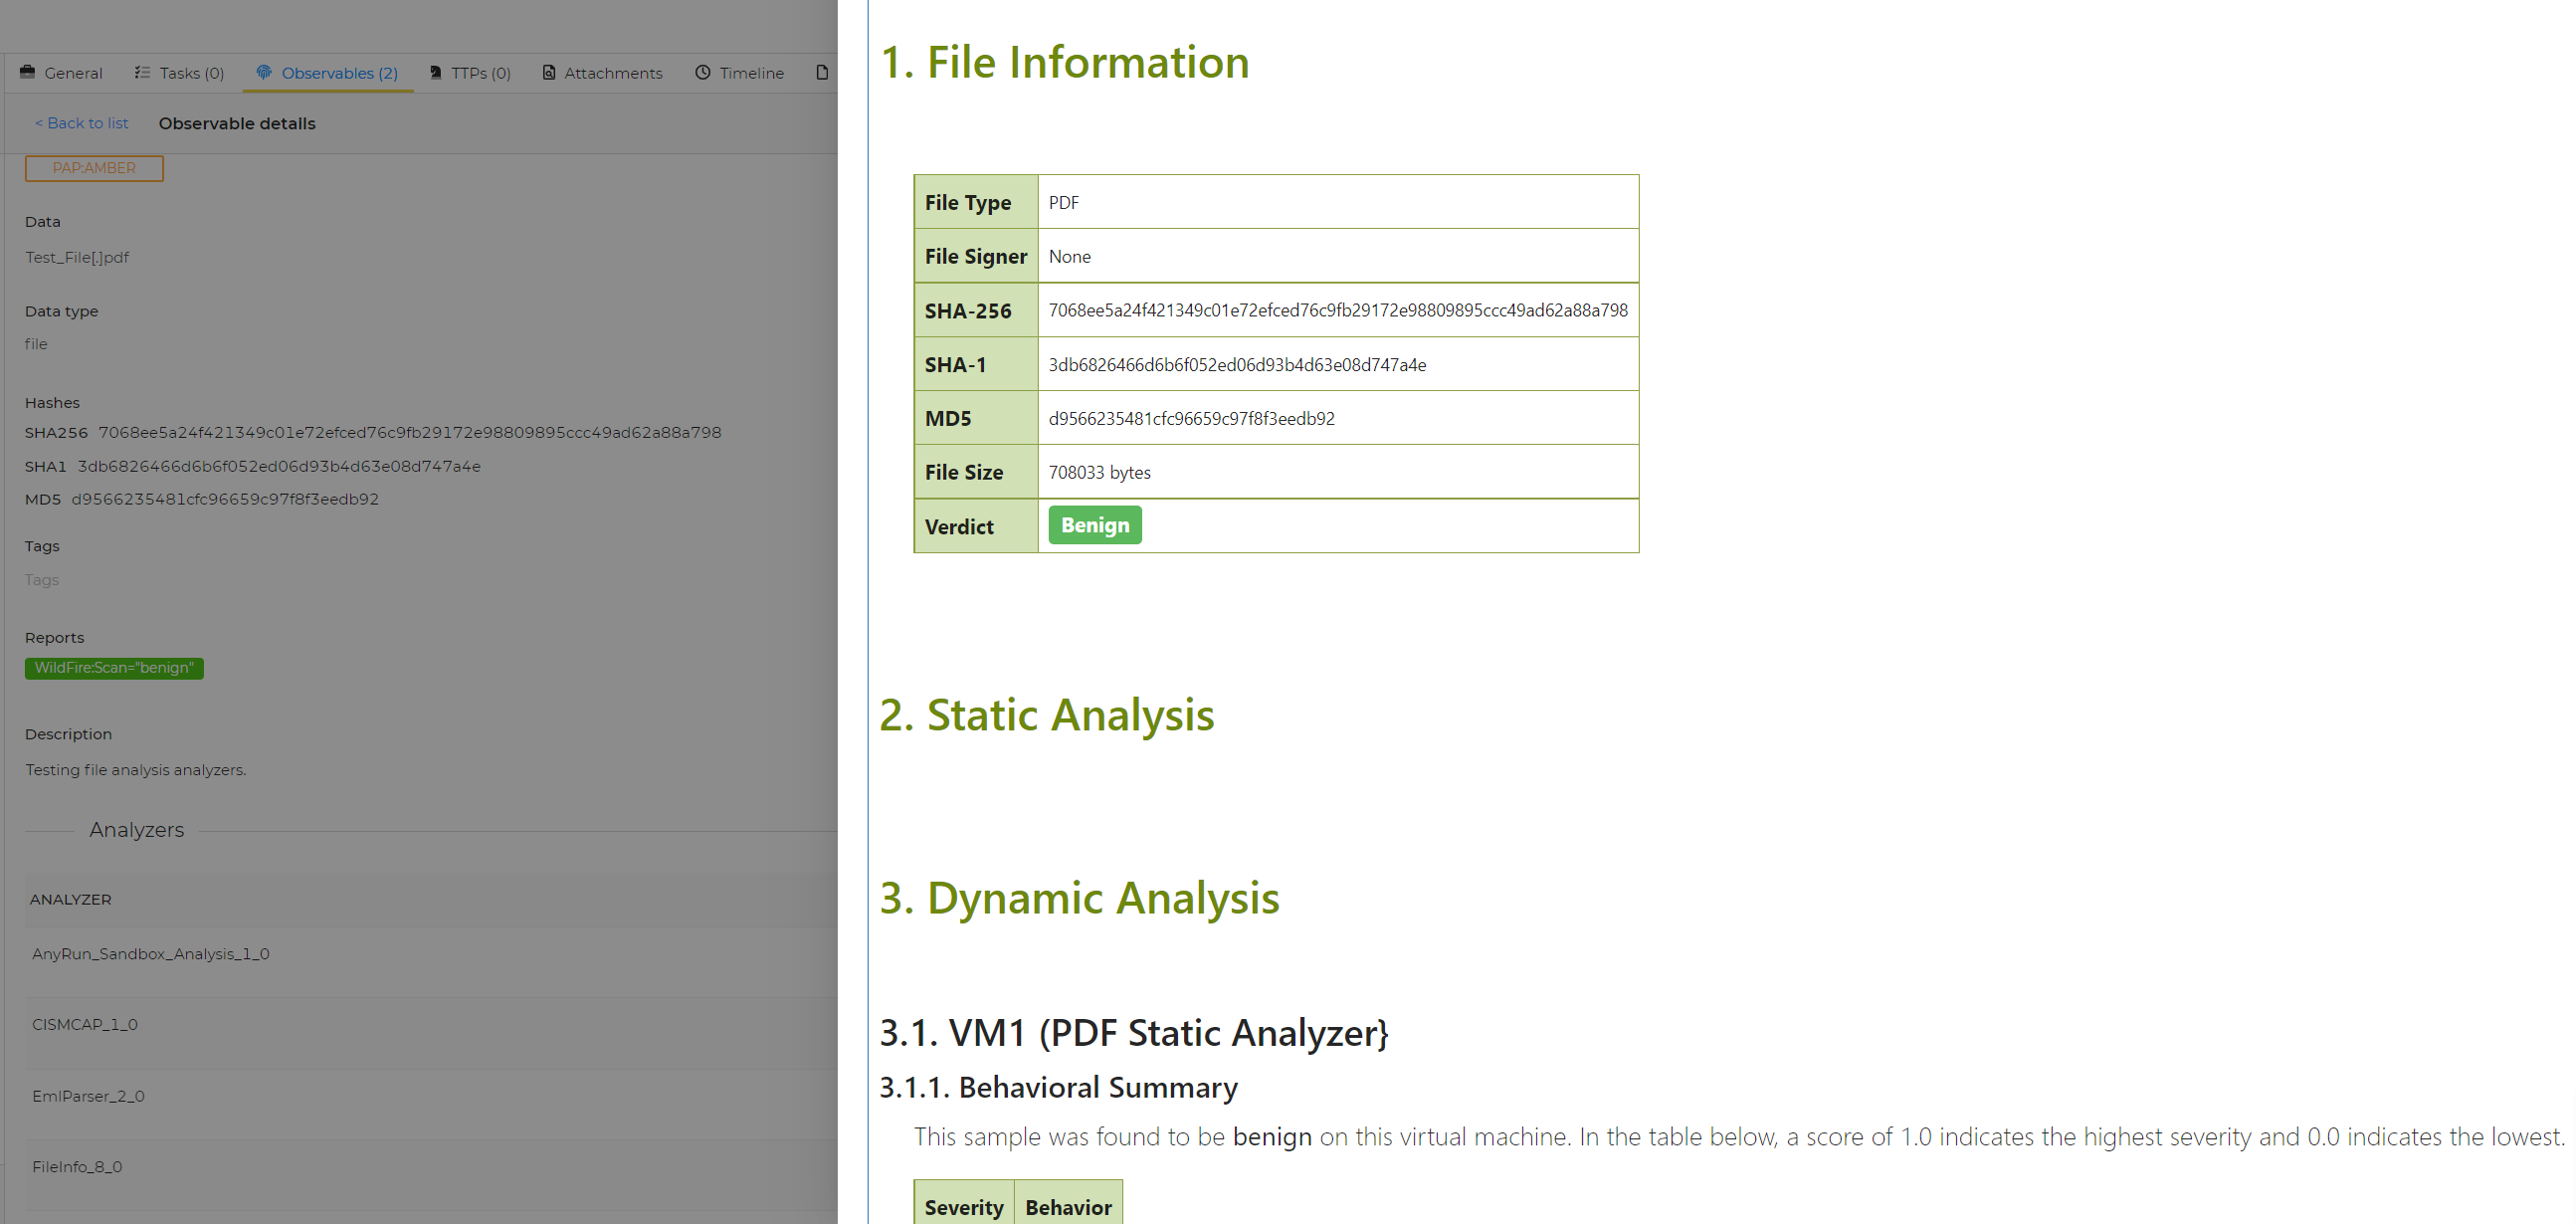 General
Tasks (0)
Observables (2)
TTPs (0)
Attachments
Timeline
< Back to list
Observable details
PAP:AMBER
Data
Test_File[.]pdf
Data type
file
Hashes
SHA256 7068ee5a24f421349c01e72efced76c9fb29172e98809895ccc49ad62a88a798
SHA1 3db6826466d6b6f052ed06d93b4d63e08d747a4e
MD5 d9566235481cfc96659c97f8f3eedb92
Tags
Tags
Reports
WildFire:Scan="benign"
Description
Testing file analysis analyzers.
Analyzers
ANALYZER
AnyRun_Sandbox_Analysis_1_0
CISMCAP_1_0
EmlParser_2_0
FileInfo_8_0
1. File Information
File Type PDF
File Signer None
SHA-256 7068ee5a24f421349c01e72efced76c9fb29172e98809895ccc49ad62a88a798
SHA-1 3db6826466d6b6f052ed06d93b4d63e08d747a4e
MD5 d9566235481cfc96659c97f8f3eedb92
File Size 708033 bytes
Verdict Benign
2. Static Analysis
3. Dynamic Analysis
3.1. VM1 (PDF Static Analyzer}
3.1.1. Behavioral Summary
This sample was found to be benign on this virtual machine. In the table below, a score of 1.0 indicates the highest severity and 0.0 indicates the lowest.
Severity Behavior